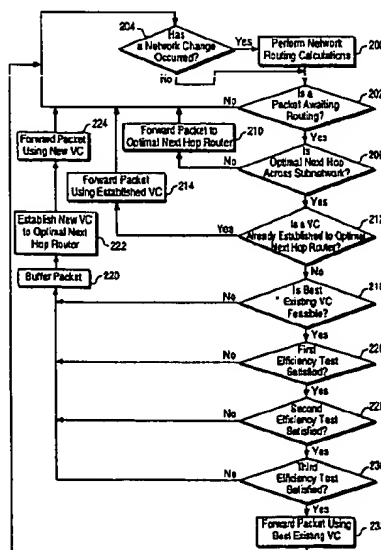 204
Has
a Network Change
Occurred?
Yes
Perform Network
Routing Calculations
No
Is a
Packet Awaiting
Routing?
No
Yes
224
Forward Packet
Using New VC
Forward Packet to
Optimal Next Hop Router
210
No
Is
Optimal Next Hop
Across Subnetwork?
Forward Packet
Using Established VC
214
Yes
212
Establish New VC
to Optimal Next
Hop Router
222
Yes
Is a VC
Already Established to Optimal
Next Hop Router?
No
Buffer Packet
220
Is Best
Existing VC
Feasible?
No
Yes
First
Efficiency Test
Satisfied?
No
Yes
Second
Efficiency Test
Satisfied?
No
Yes
Third
Efficiency Test
Satisfied?
No
Yes
Forward Packet Using
Best Existing VC